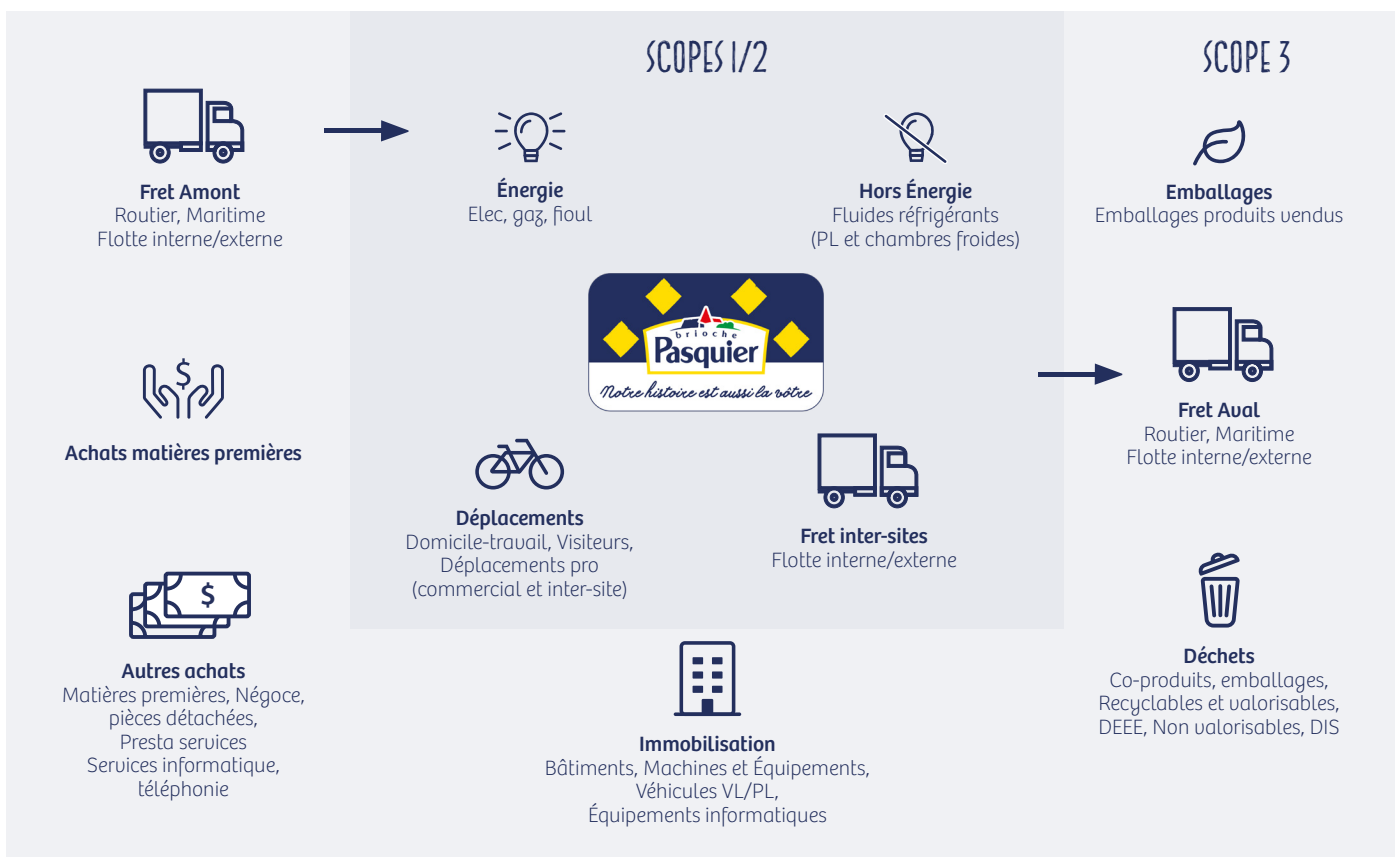 SCOPES 1/2
SCOPE 3
Fret Amont
Routier, Maritime
Flotte interne/externe
Énergie
Elec, gaz, fioul
Hors Énergie
Fluides réfrigérants
(PL et chambres froides)
Emballages
Emballages produits vendus
brioche
Pasquier
Notre histoire est aussi la vôtre
$
Achats matières premières
Fret Aval
Routier, Maritime
Flotte interne/externe
Déplacements
Domicile-travail, Visiteurs,
Déplacements pro
(commercial et inter-site)
Fret inter-sites
Flotte interne/externe
$
Autres achats
Matières premières, Négoce,
pièces détachées,
Presta services
Services informatique,
téléphonie
Immobilisation
Bâtiments, Machines et Équipements,
Véhicules VL/PL,
Équipements informatiques
Déchets
Co-produits, emballages,
Recyclables et valorisables,
DEEE, Non valorisables, DIS